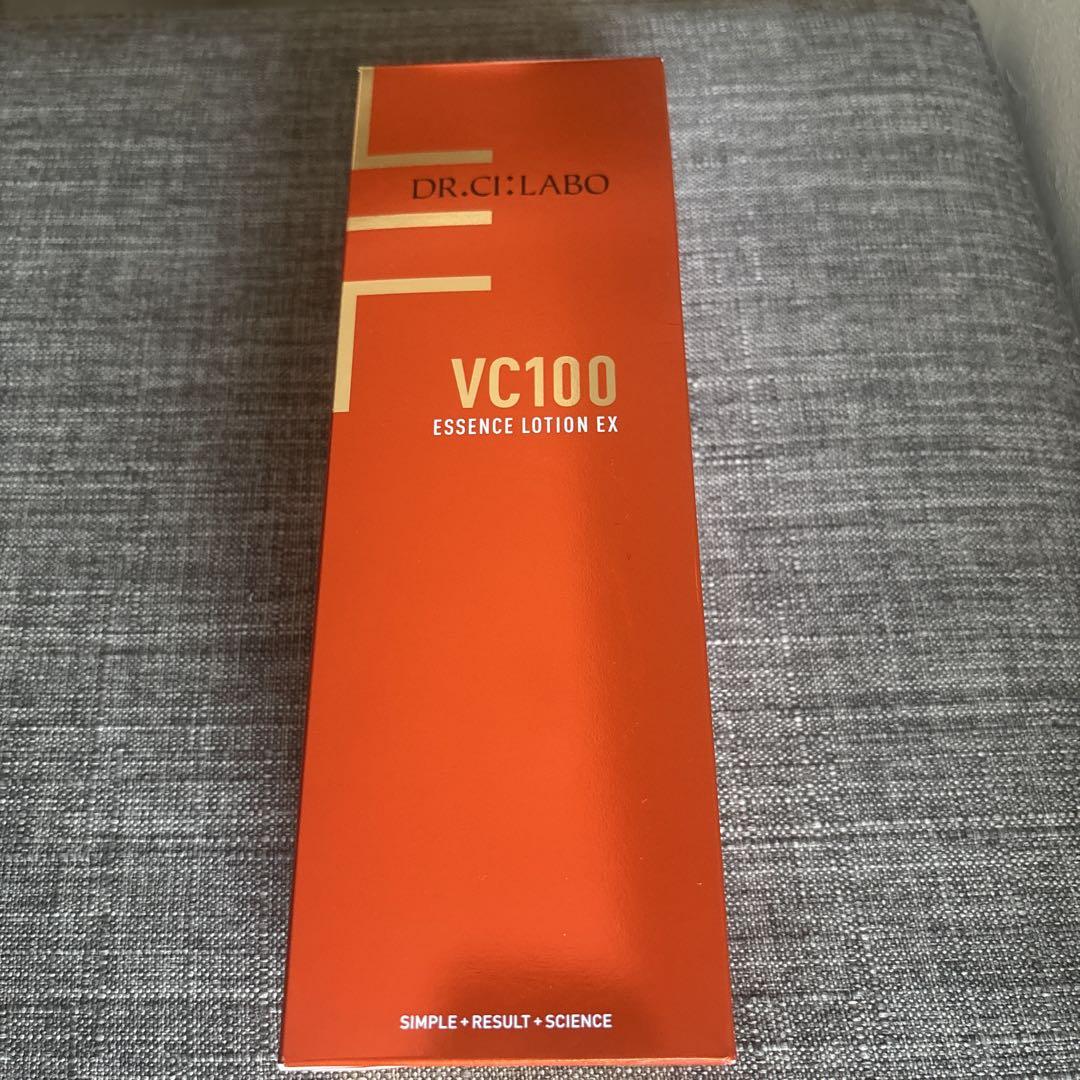 DR.CI:LABO
VC100
ESSENCE LOTION EX
SIMPLE+RESULT+SCIENCE